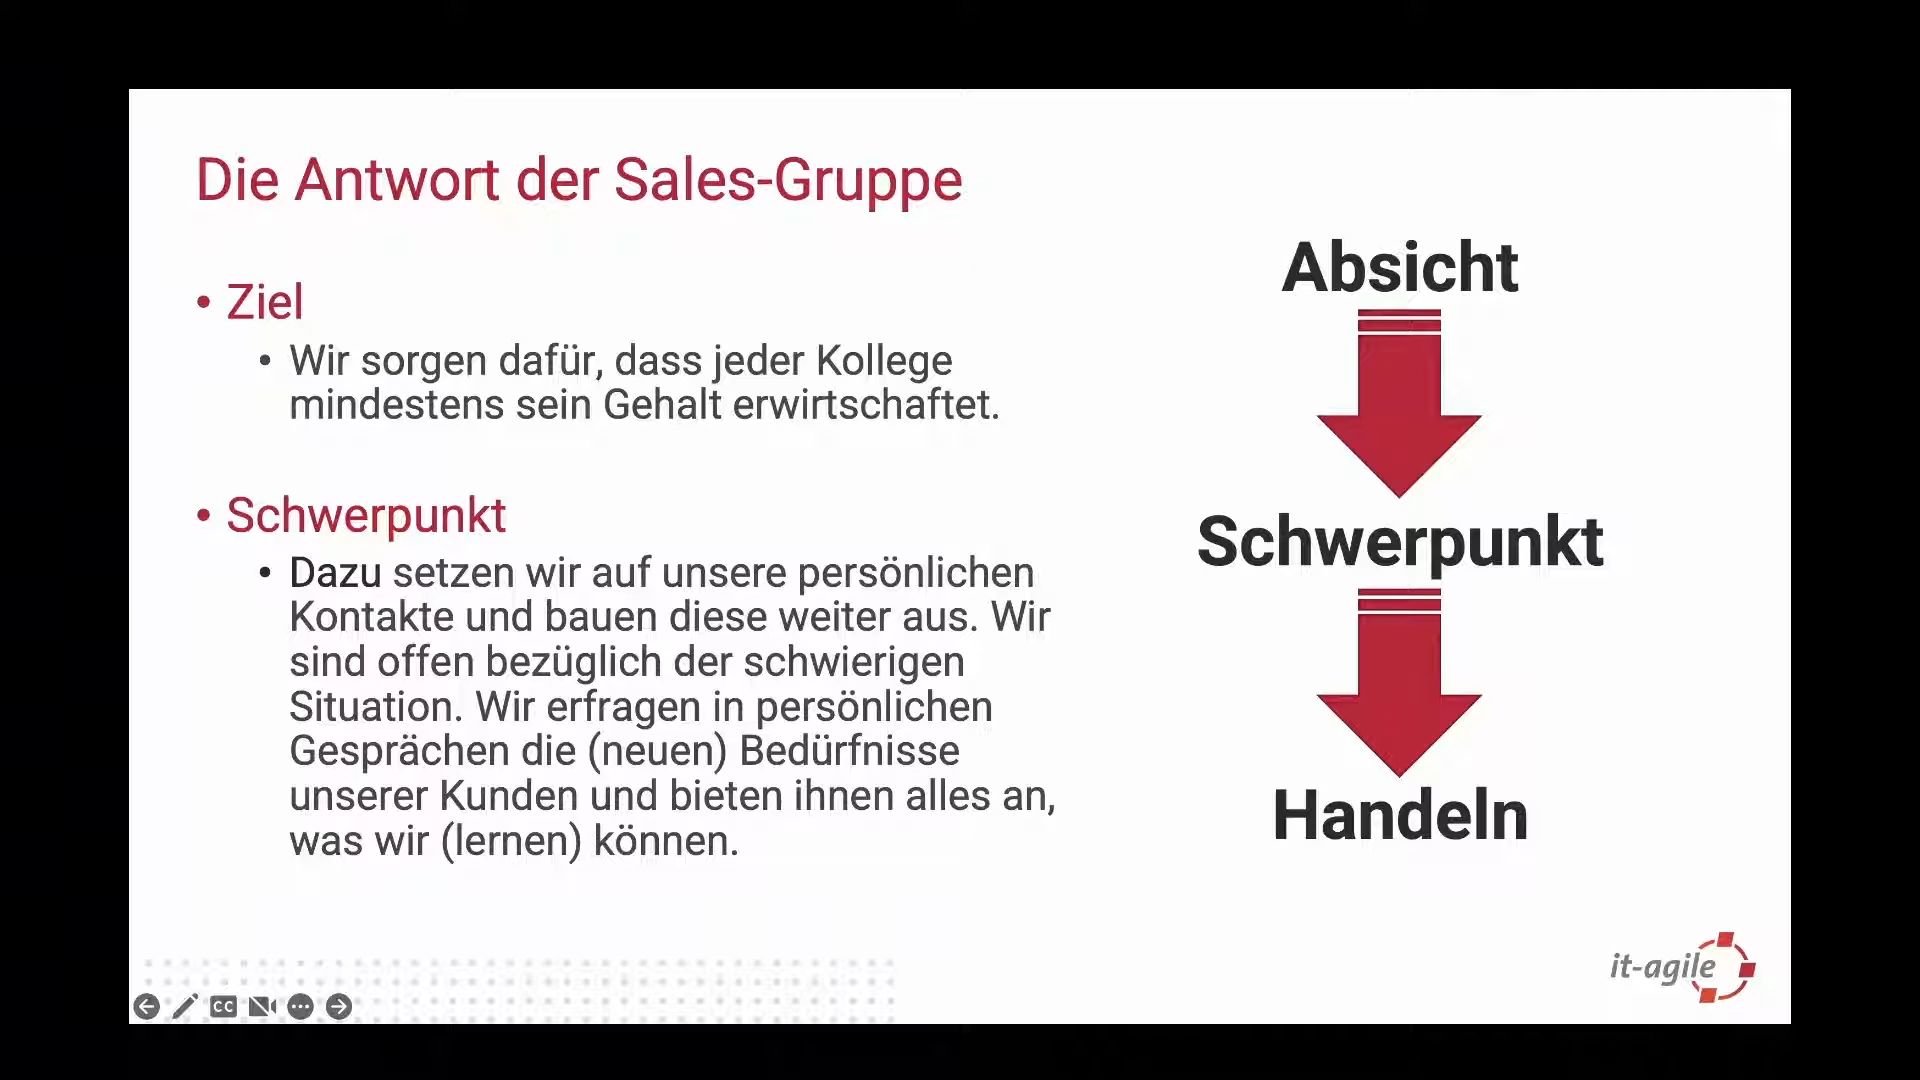 Die Antwort der Sales-Gruppe
• Ziel
• Wir sorgen dafür, dass jeder Kollege
mindestens sein Gehalt erwirtschaftet.
• Schwerpunkt
• Dazu setzen wir auf unsere persönlichen
Kontakte und bauen diese weiter aus. Wir
sind offen bezüglich der schwierigen
Situation. Wir erfragen in persönlichen
Gesprächen die (neuen) Bedürfnisse
unserer Kunden und bieten ihnen alles an,
was wir (lernen) können.
Absicht
Schwerpunkt
Handeln
it-agile
CC